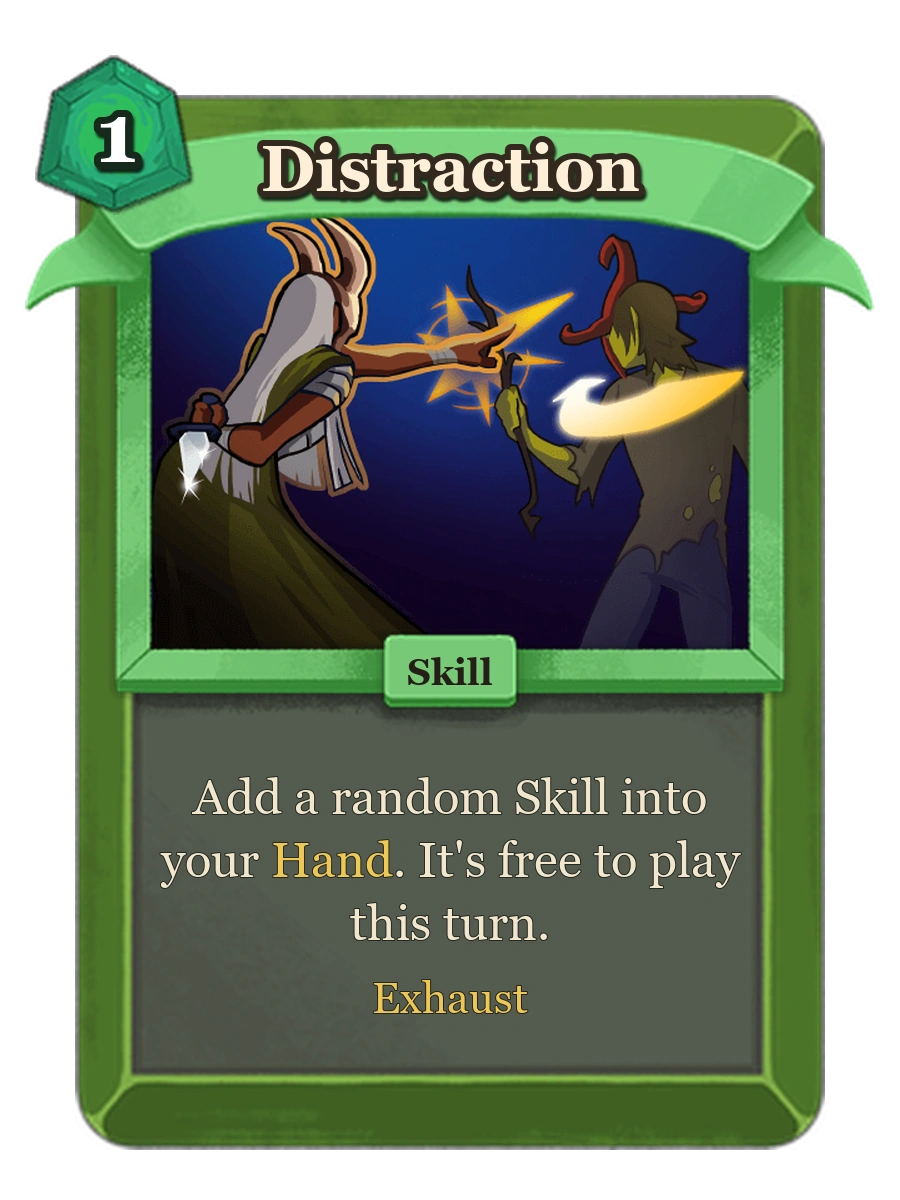 1
Distraction
Skill
Add a random Skill into
your Hand. It's free to play
this turn.
Exhaust